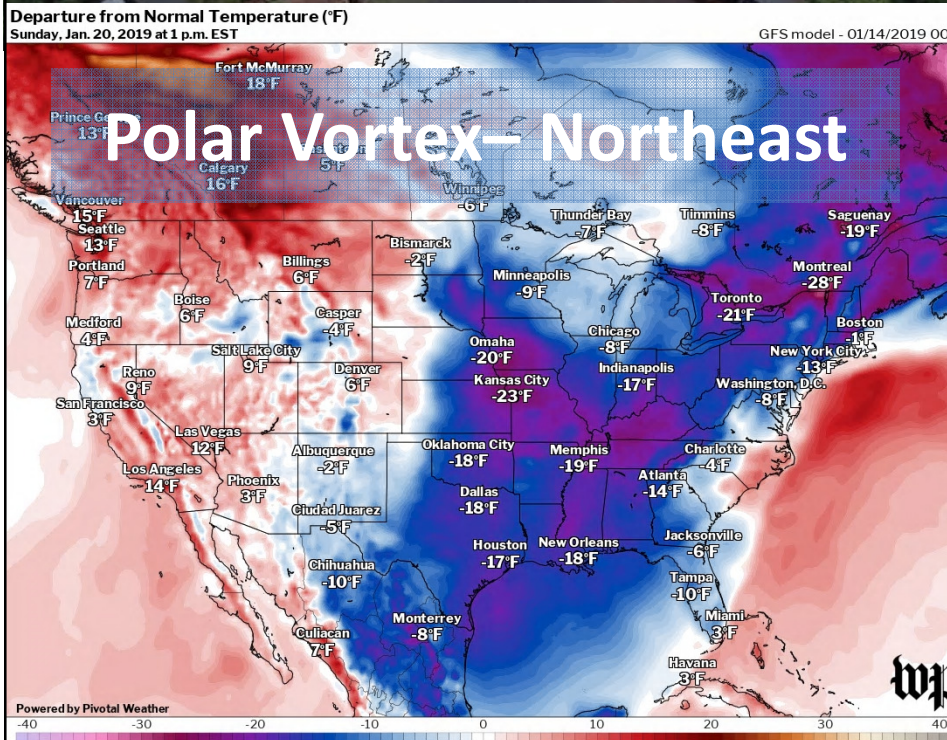 Departure from Normal Temperature (°F)
Sunday, Jan. 20, 2019 at 1 p.m. EST
GFS model - 01/14/2019 00
Fort McMurray
18°F
Prince Ge
13°F
Polar Vortex– Northeast
5°F
Calgary
16°F
Winnipeg
-6°F
Vancouver
15°F
Thunder Bay
-7°F
Timmins
-8°F
Saguenay
-19°F
Seattle
13°F
Bismarck
-2°F
Portland
7°F
Billings
6°F
Minneapolis
-9°F
Montreal
-28°F
Boise
6°F
Casper
-4°F
Toronto
-21°F
Medford
4°F
Chicago
-8°F
Boston
-1°F
Omaha
-20°F
Salt Lake City
9°F
New York City
-13°F
Reno
9°F
Denver
6°F
Kansas City
-23°F
Indianapolis
-17°F
Washington, D.C.
-8°F
San Francisco
3°F
Las Vegas
12°F
Albuquerque
-2°F
Oklahoma City
-18°F
Memphis
-19°F
Charlotte
-4°F
Los Angeles
14°F
Phoenix
3°F
Atlanta
-14°F
Dallas
-18°F
Ciudad Juarez
-5°F
Houston
-17°F
New Orleans
-18°F
Jacksonville
-6°F
Chihuahua
-10°F
Tampa
-10°F
Monterrey
-8°F
Miami
3°F
Culiacan
7°F
Havana
3°F
wp
Powered by Pivotal Weather
-40 -30 -20 -10 0 10 20 30 40